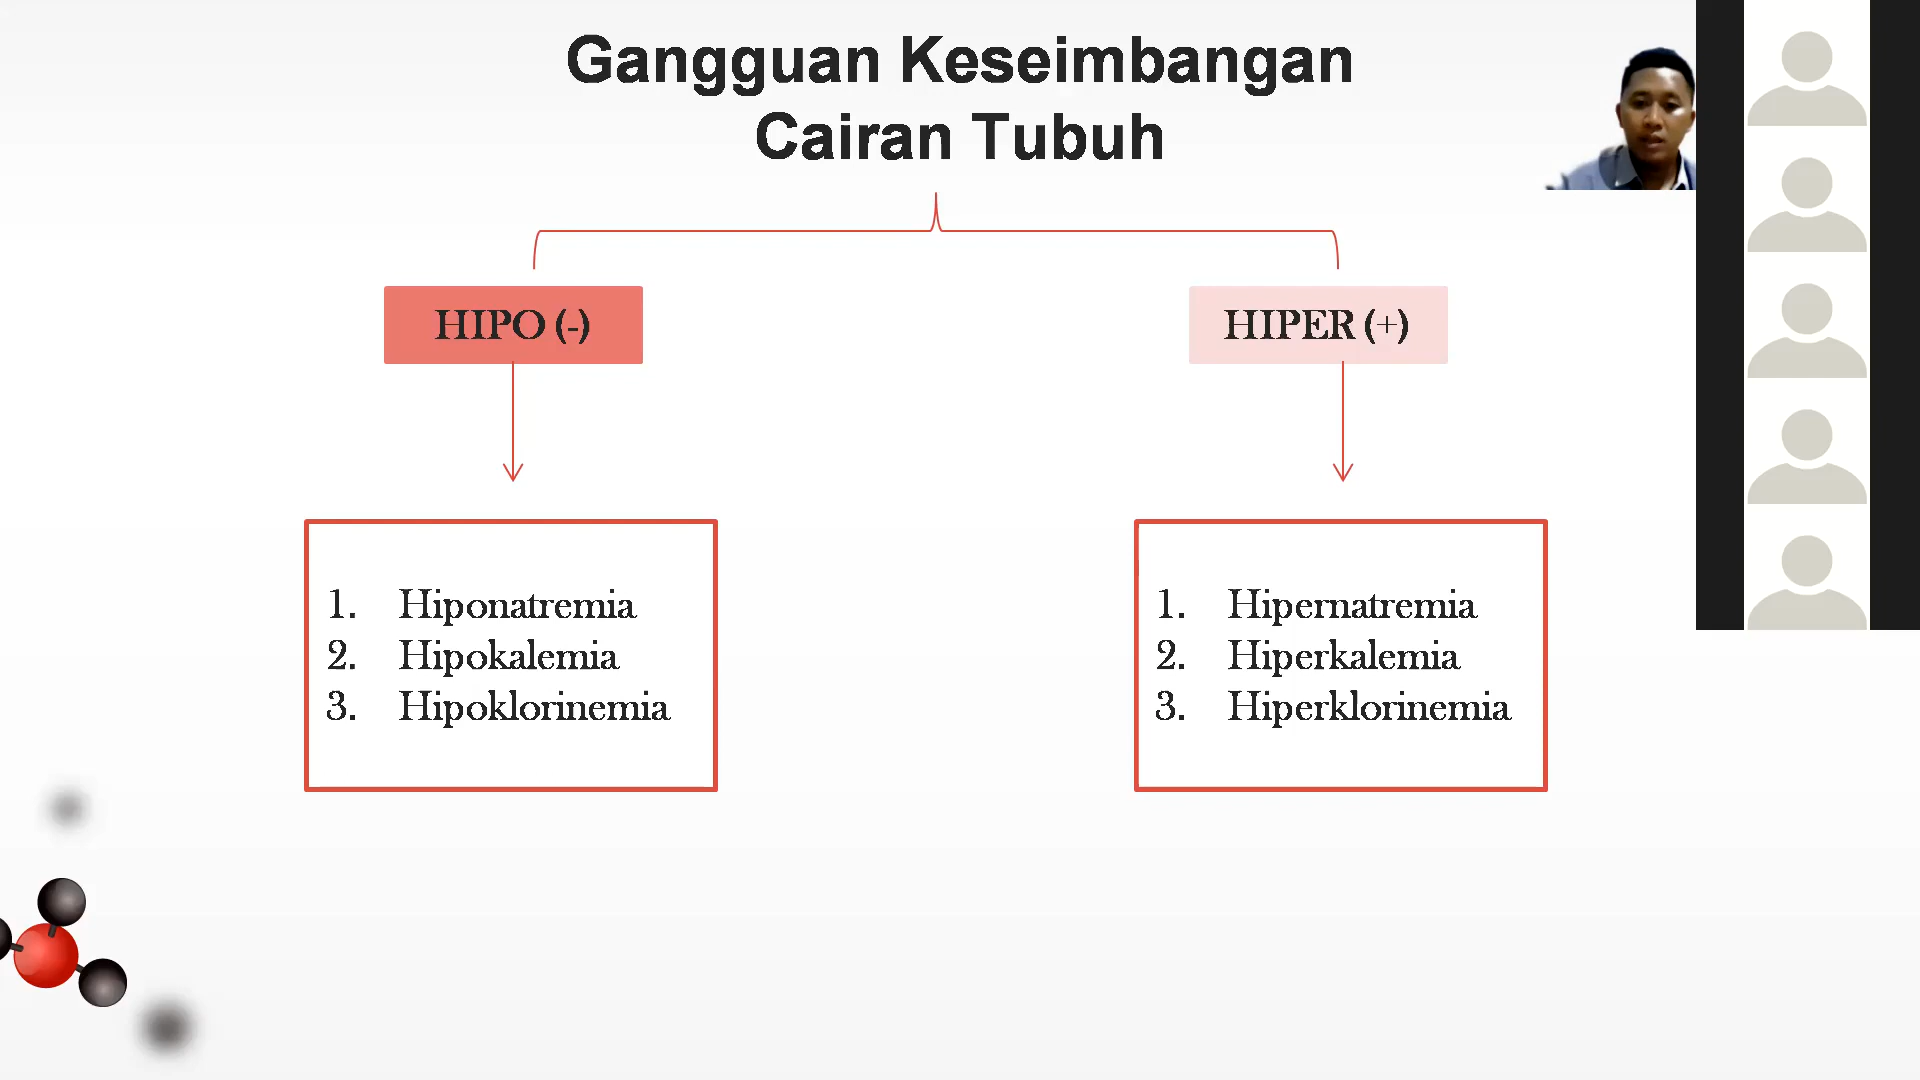 Gangguan Keseimbangan
Cairan Tubuh
HIPO (-)
HIPER (+)
1. Hiponatremia
2. Hipokalemia
3. Hipoklorinemia
1. Hipernatremia
2. Hiperkalemia
3. Hiperklorinemia